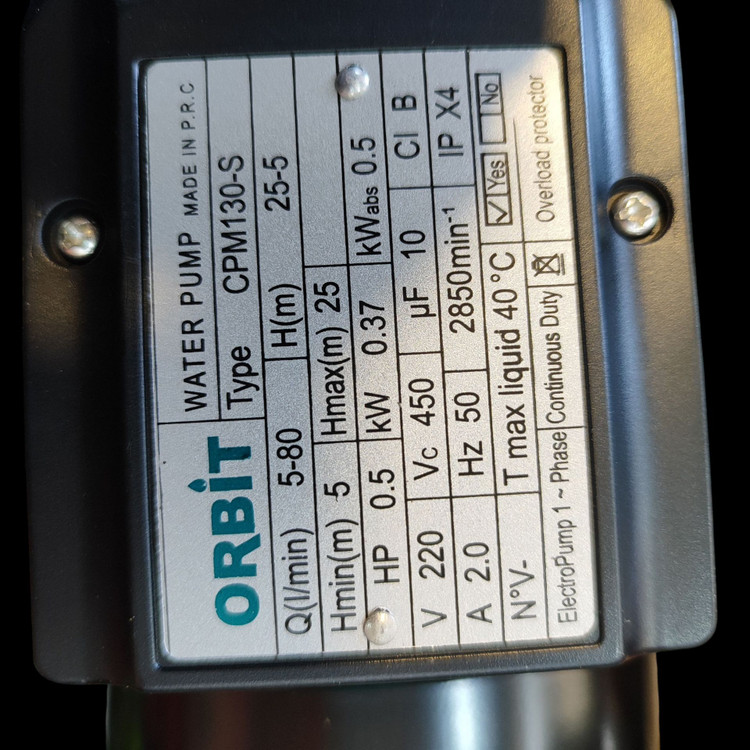 ORBIT
WATER PUMP MADE IN P.R.C
Type CPM130-S
Q(l/min) 5-80 H(m) 25-5
Hmin(m) 5 Hmax(m) 25
HP 0.5 kW 0.37 kWabs 0.5
V 220 Vc 450 µF 10 Cl B
A 2.0 Hz 50 2850min⁻¹ IP X4
N°V- T max liquid 40°C Yes No
ElectroPump 1~Phase Continuous Duty Overload protector